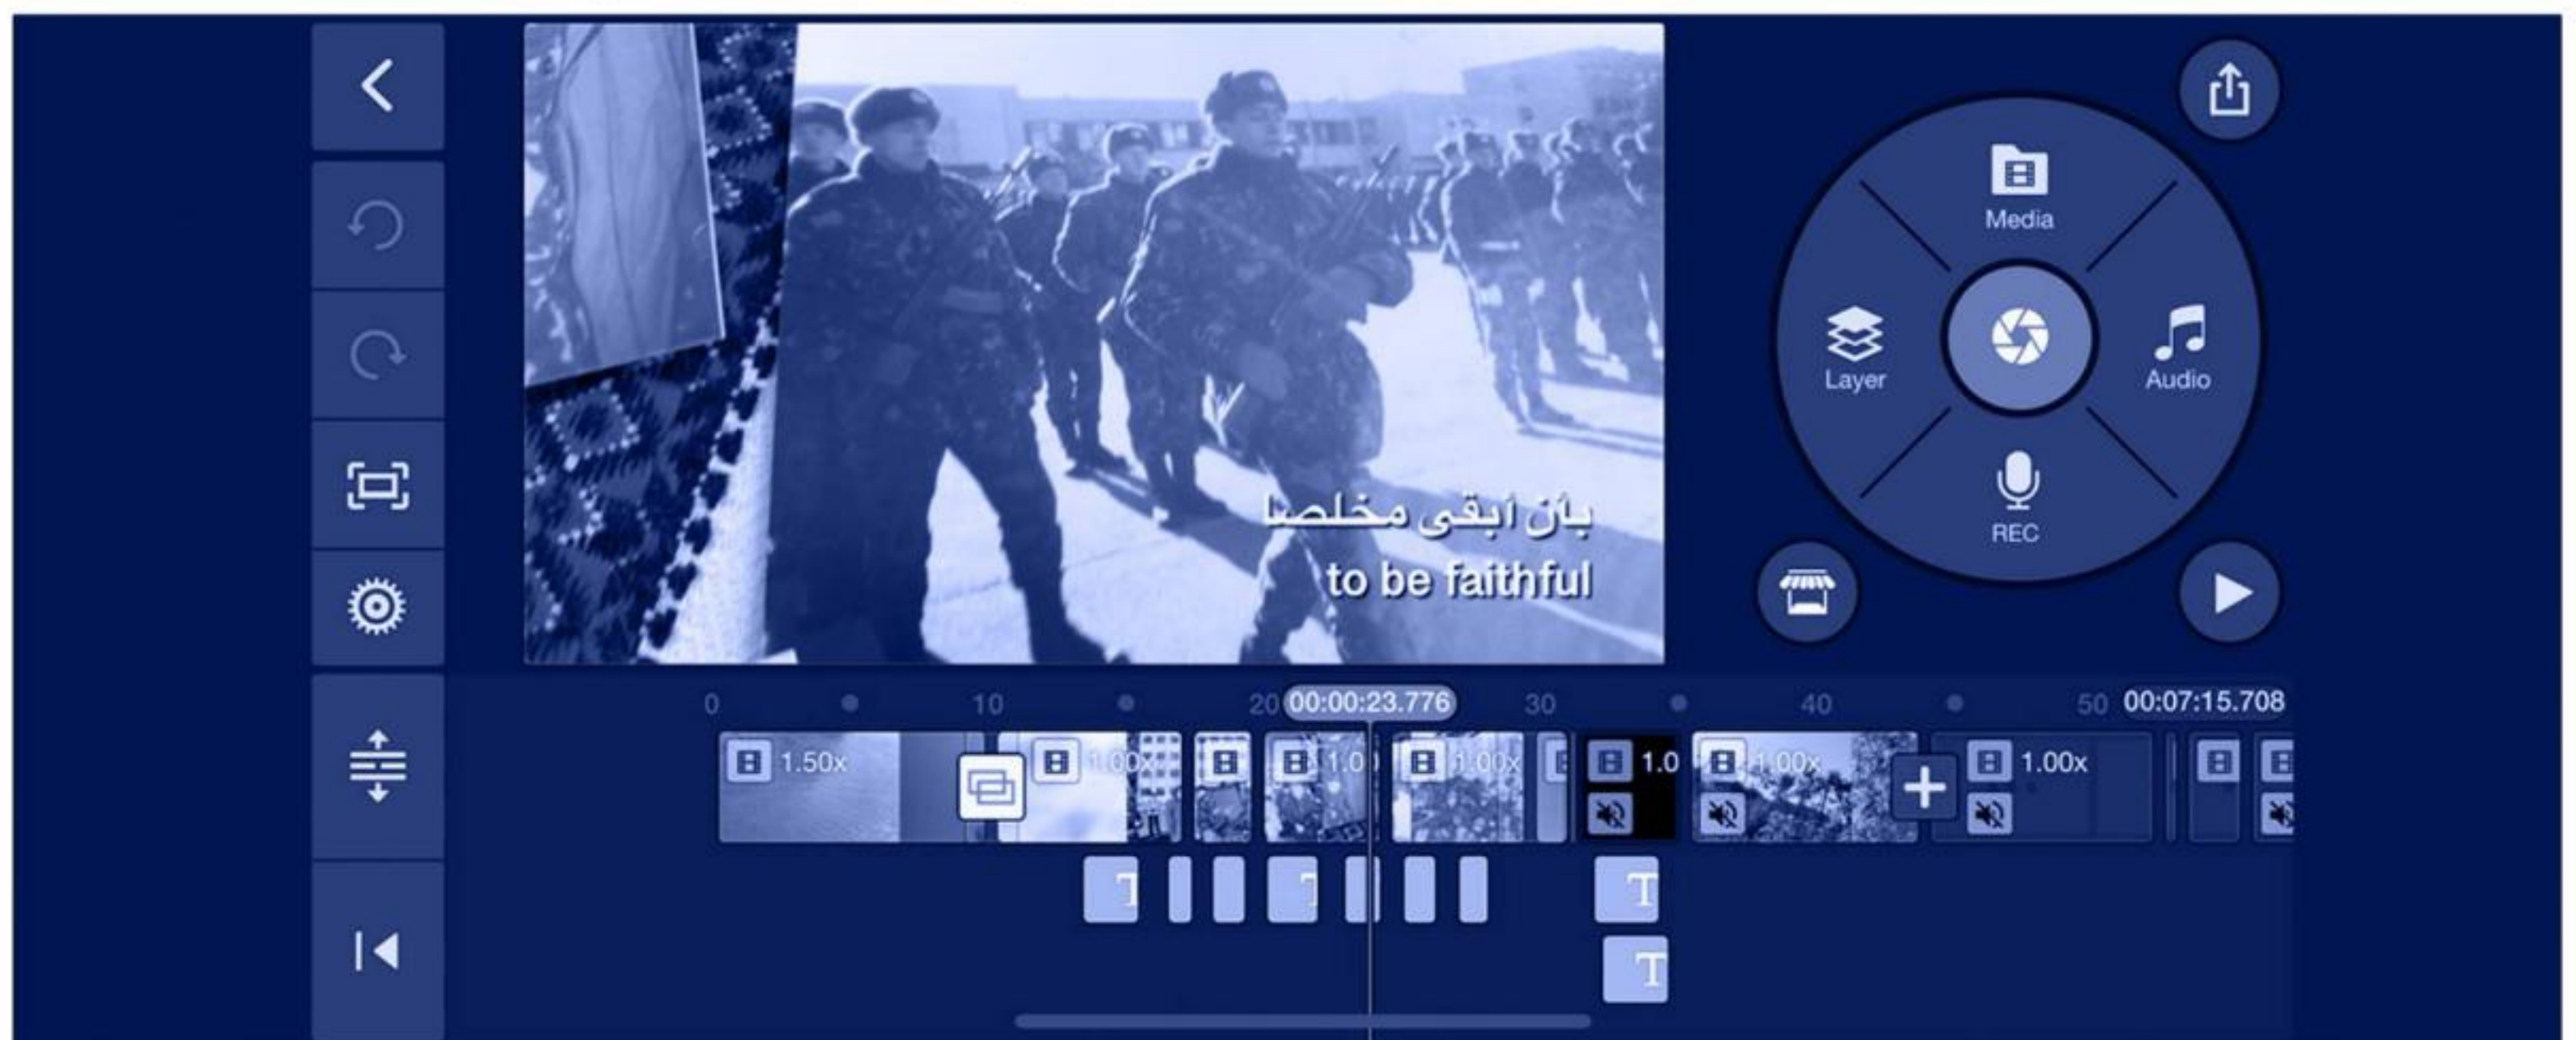 بأن أبقى مخلصا
to be faithful
Media
Layer
Audio
REC
0 10 20 00:00:23.776 30 40 50 00:07:15.708
1.50x 1.00x 1.0 1.00x 1.0 1.00x 1.00x
T T T
T